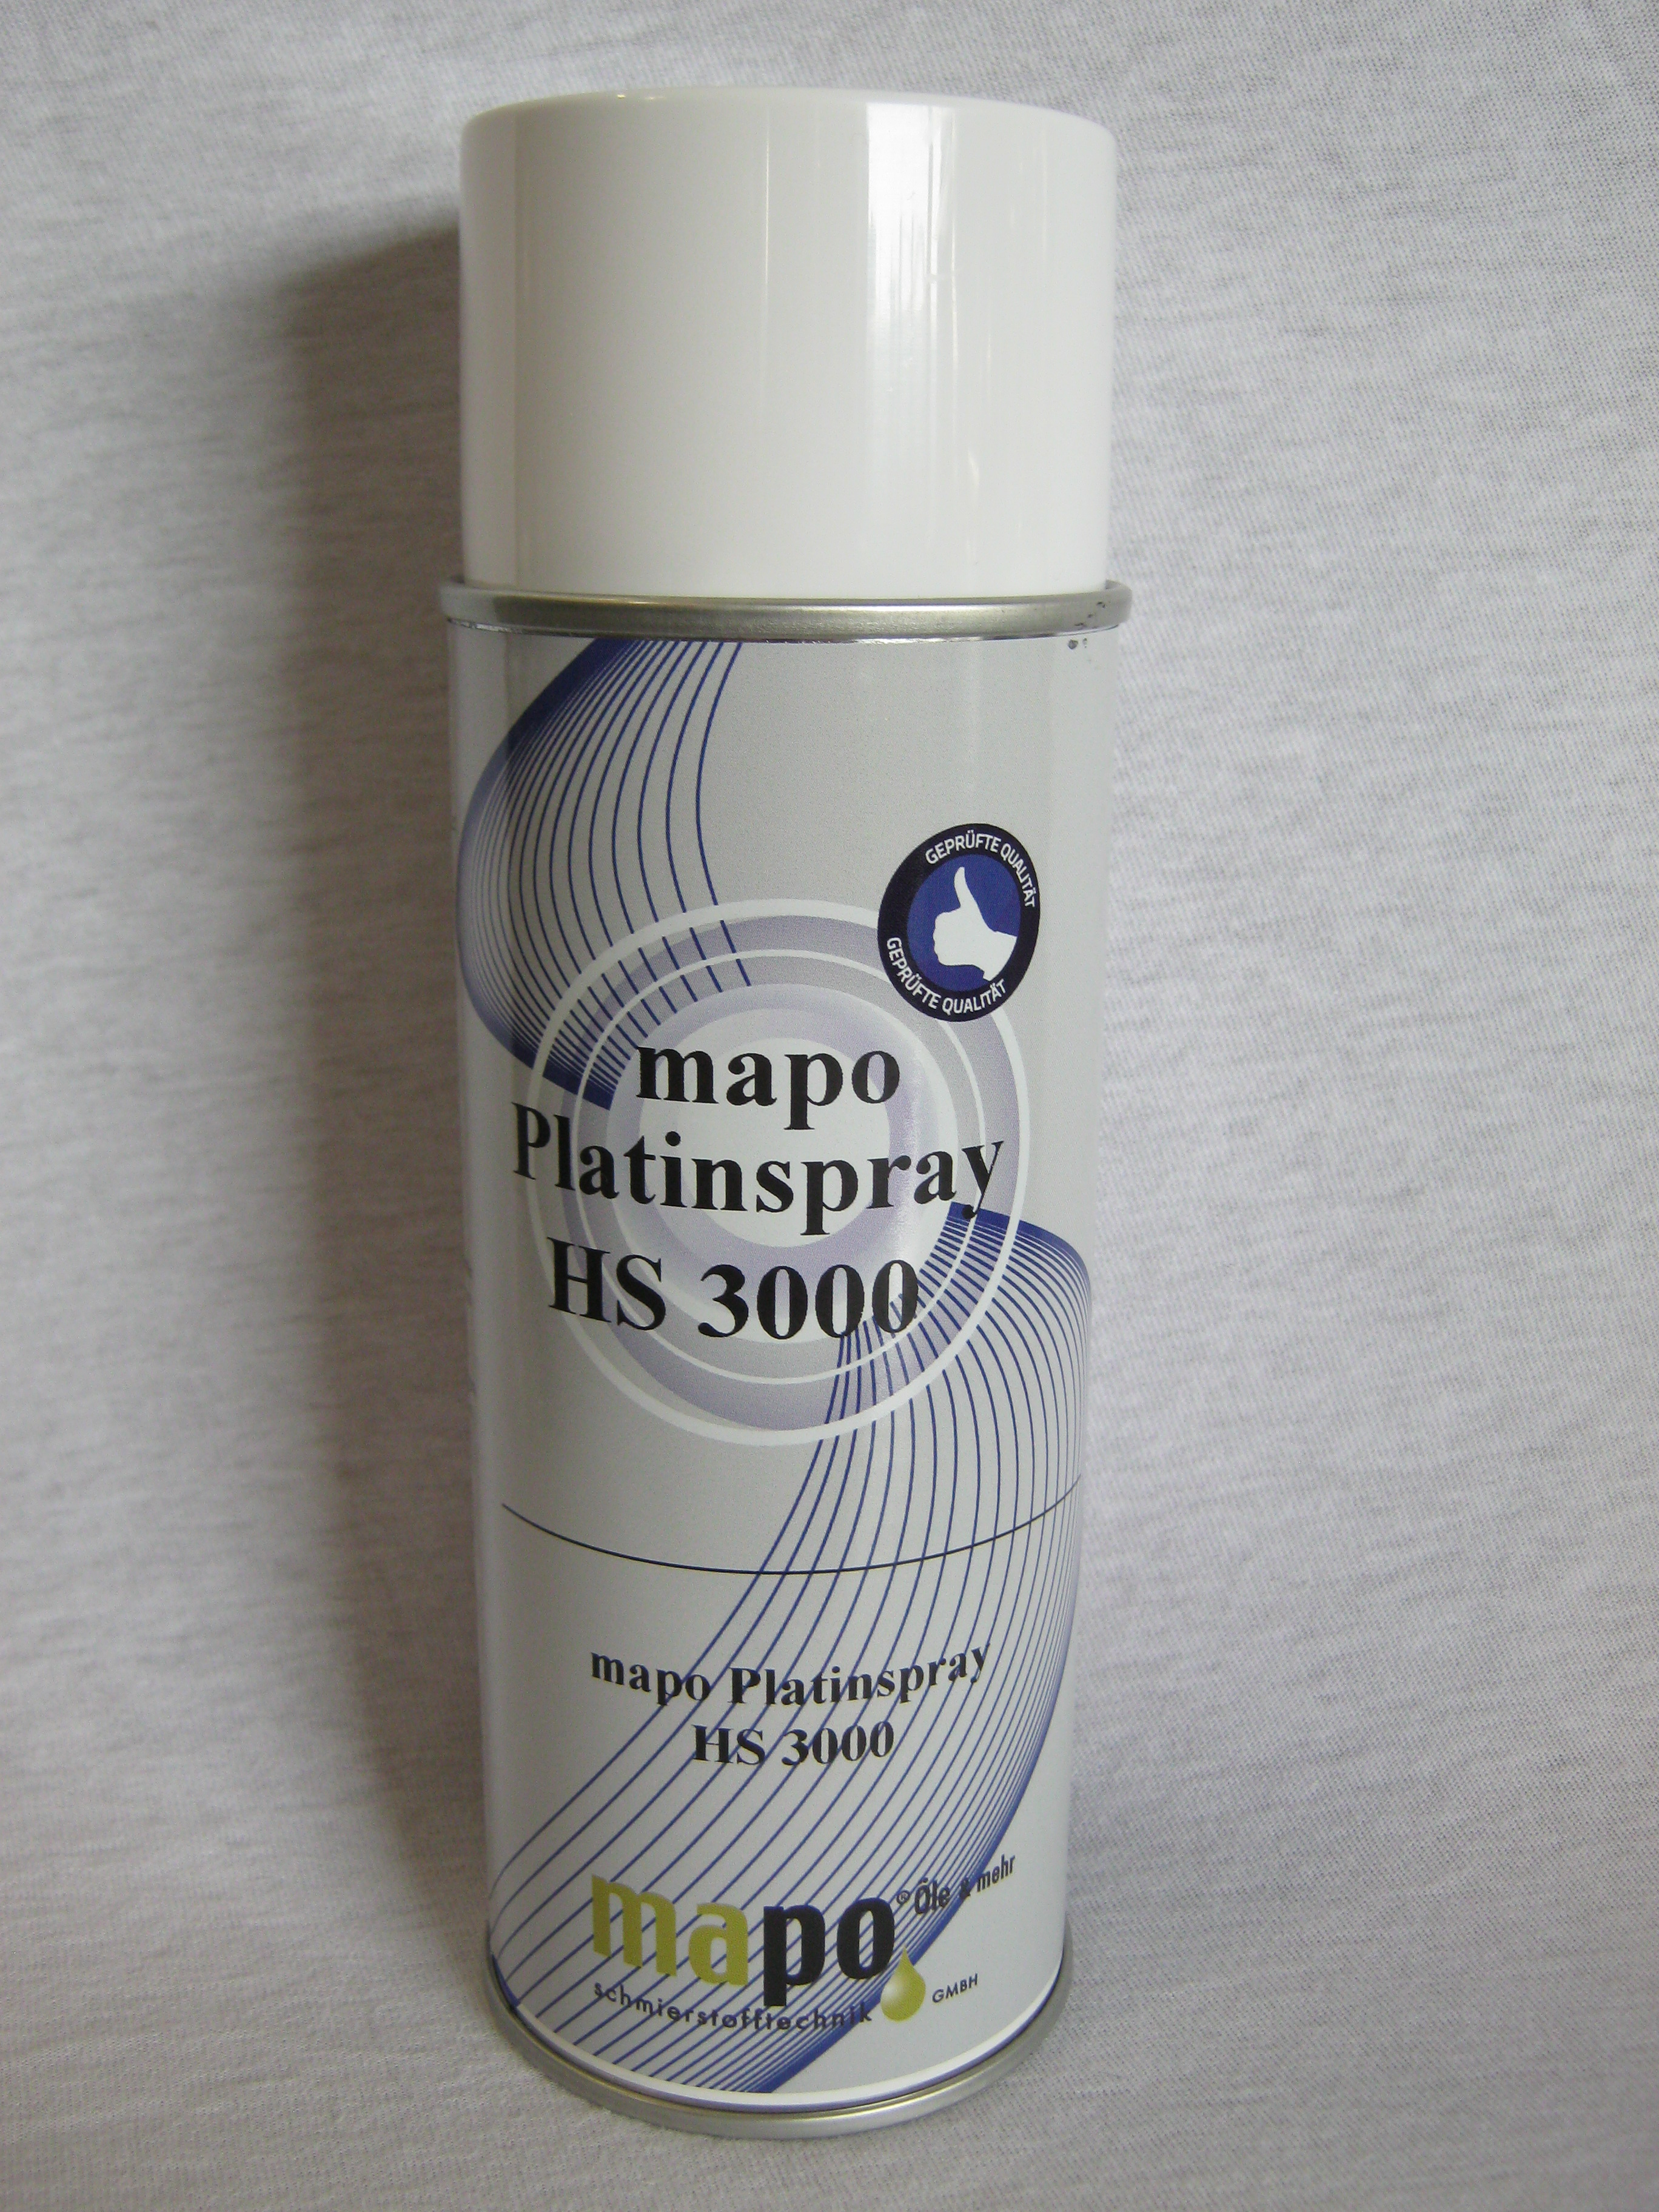 GEPRÜFTE QUALITÄT
GEPRÜFTE QUALITÄT
mapo
Platinspray
HS 3000
mapo Platinspray
HS 3000
mapo® Öle & mehr
schmierstofftechnik GMBH